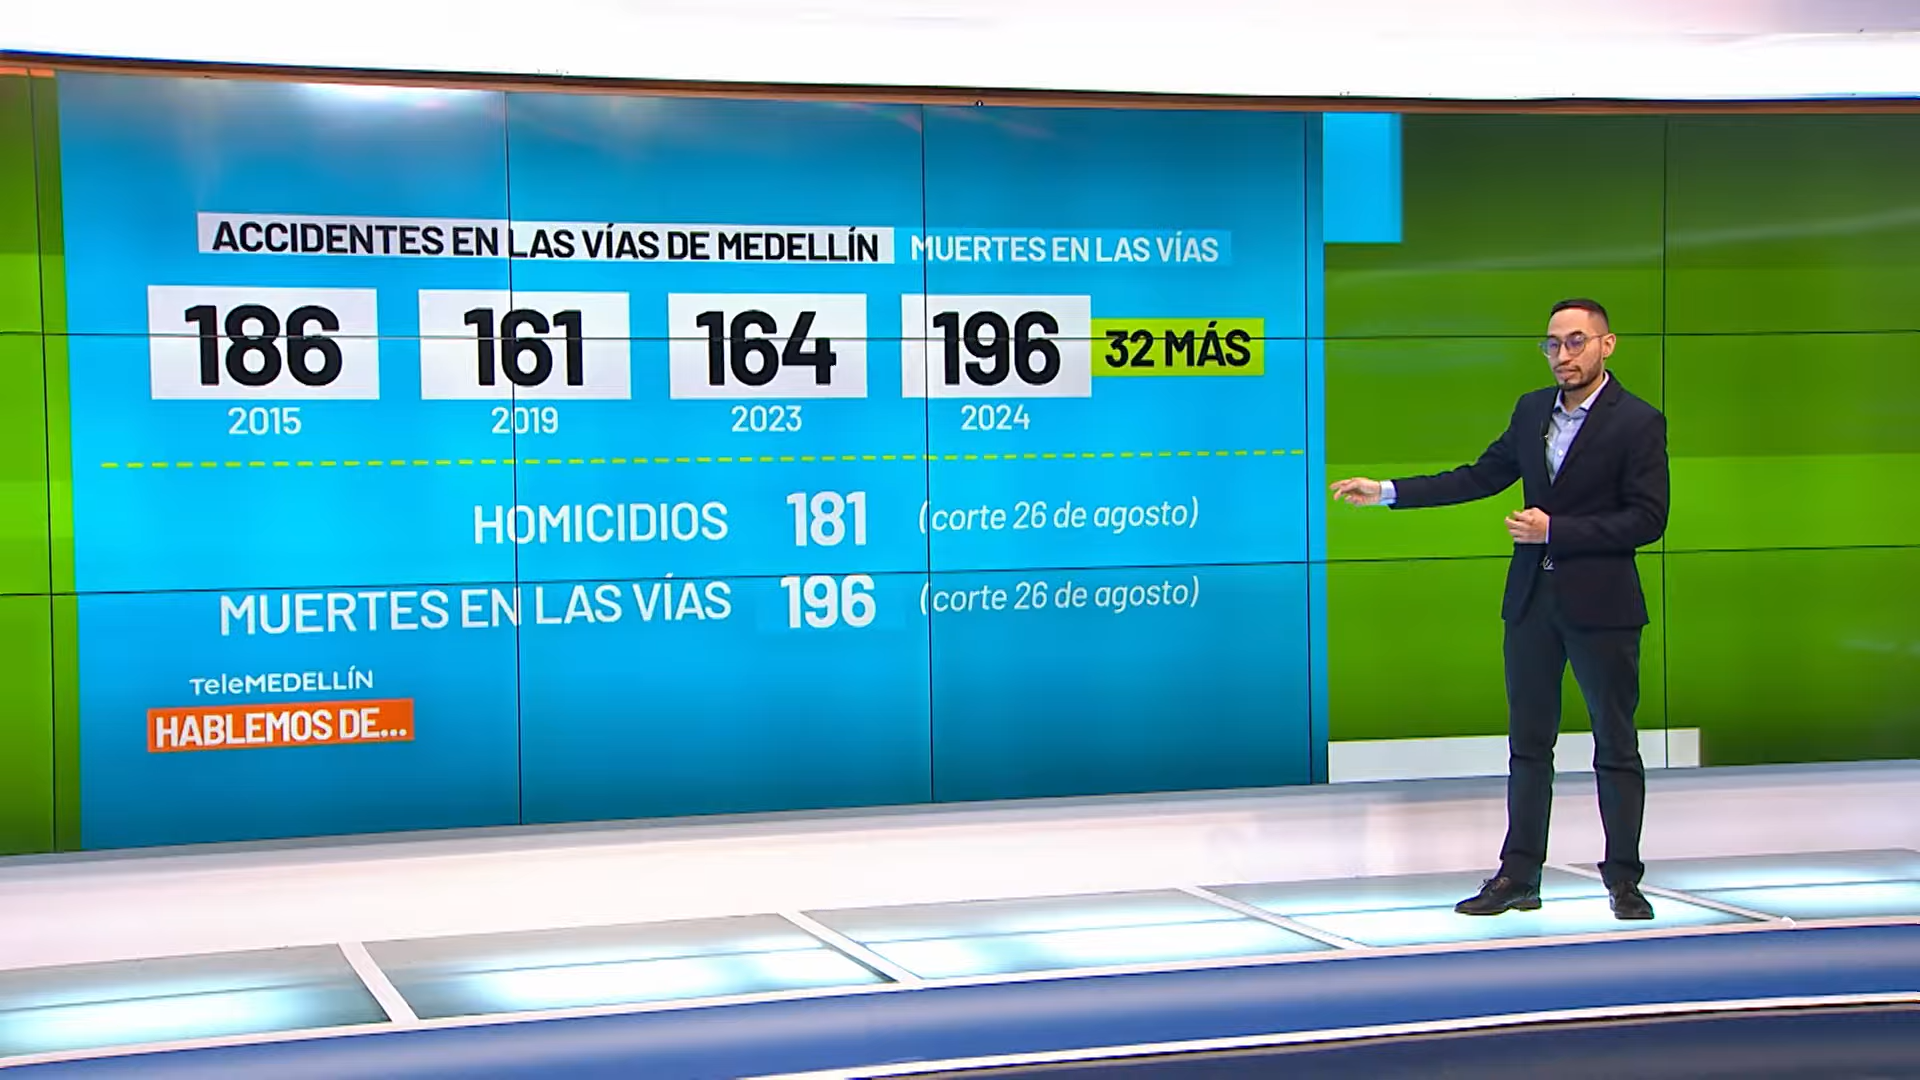 ACCIDENTES EN LAS VÍAS DE MEDELLÍN MUERTES EN LAS VÍAS
186 161 164 196 32 MÁS
2015 2019 2023 2024
HOMICIDIOS 181 (corte 26 de agosto)
MUERTES EN LAS VÍAS 196 (corte 26 de agosto)
TeleMEDELLÍN
HABLEMOS DE...